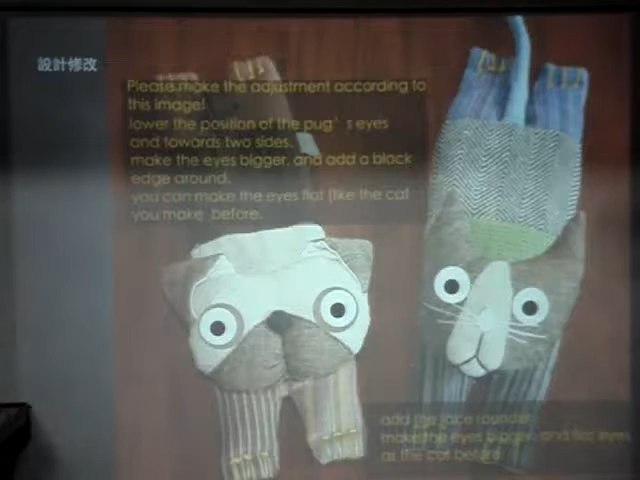 設計修改
Please make the adjustment according to
this image!
lower the position of the pug's eyes
and towards two sides.
make the eyes bigger, and add a black
edge around.
you can make the eyes flat (like the cat
you make before.
add the face rounder
make the eyes bigger, and flat eyes
as the cat before